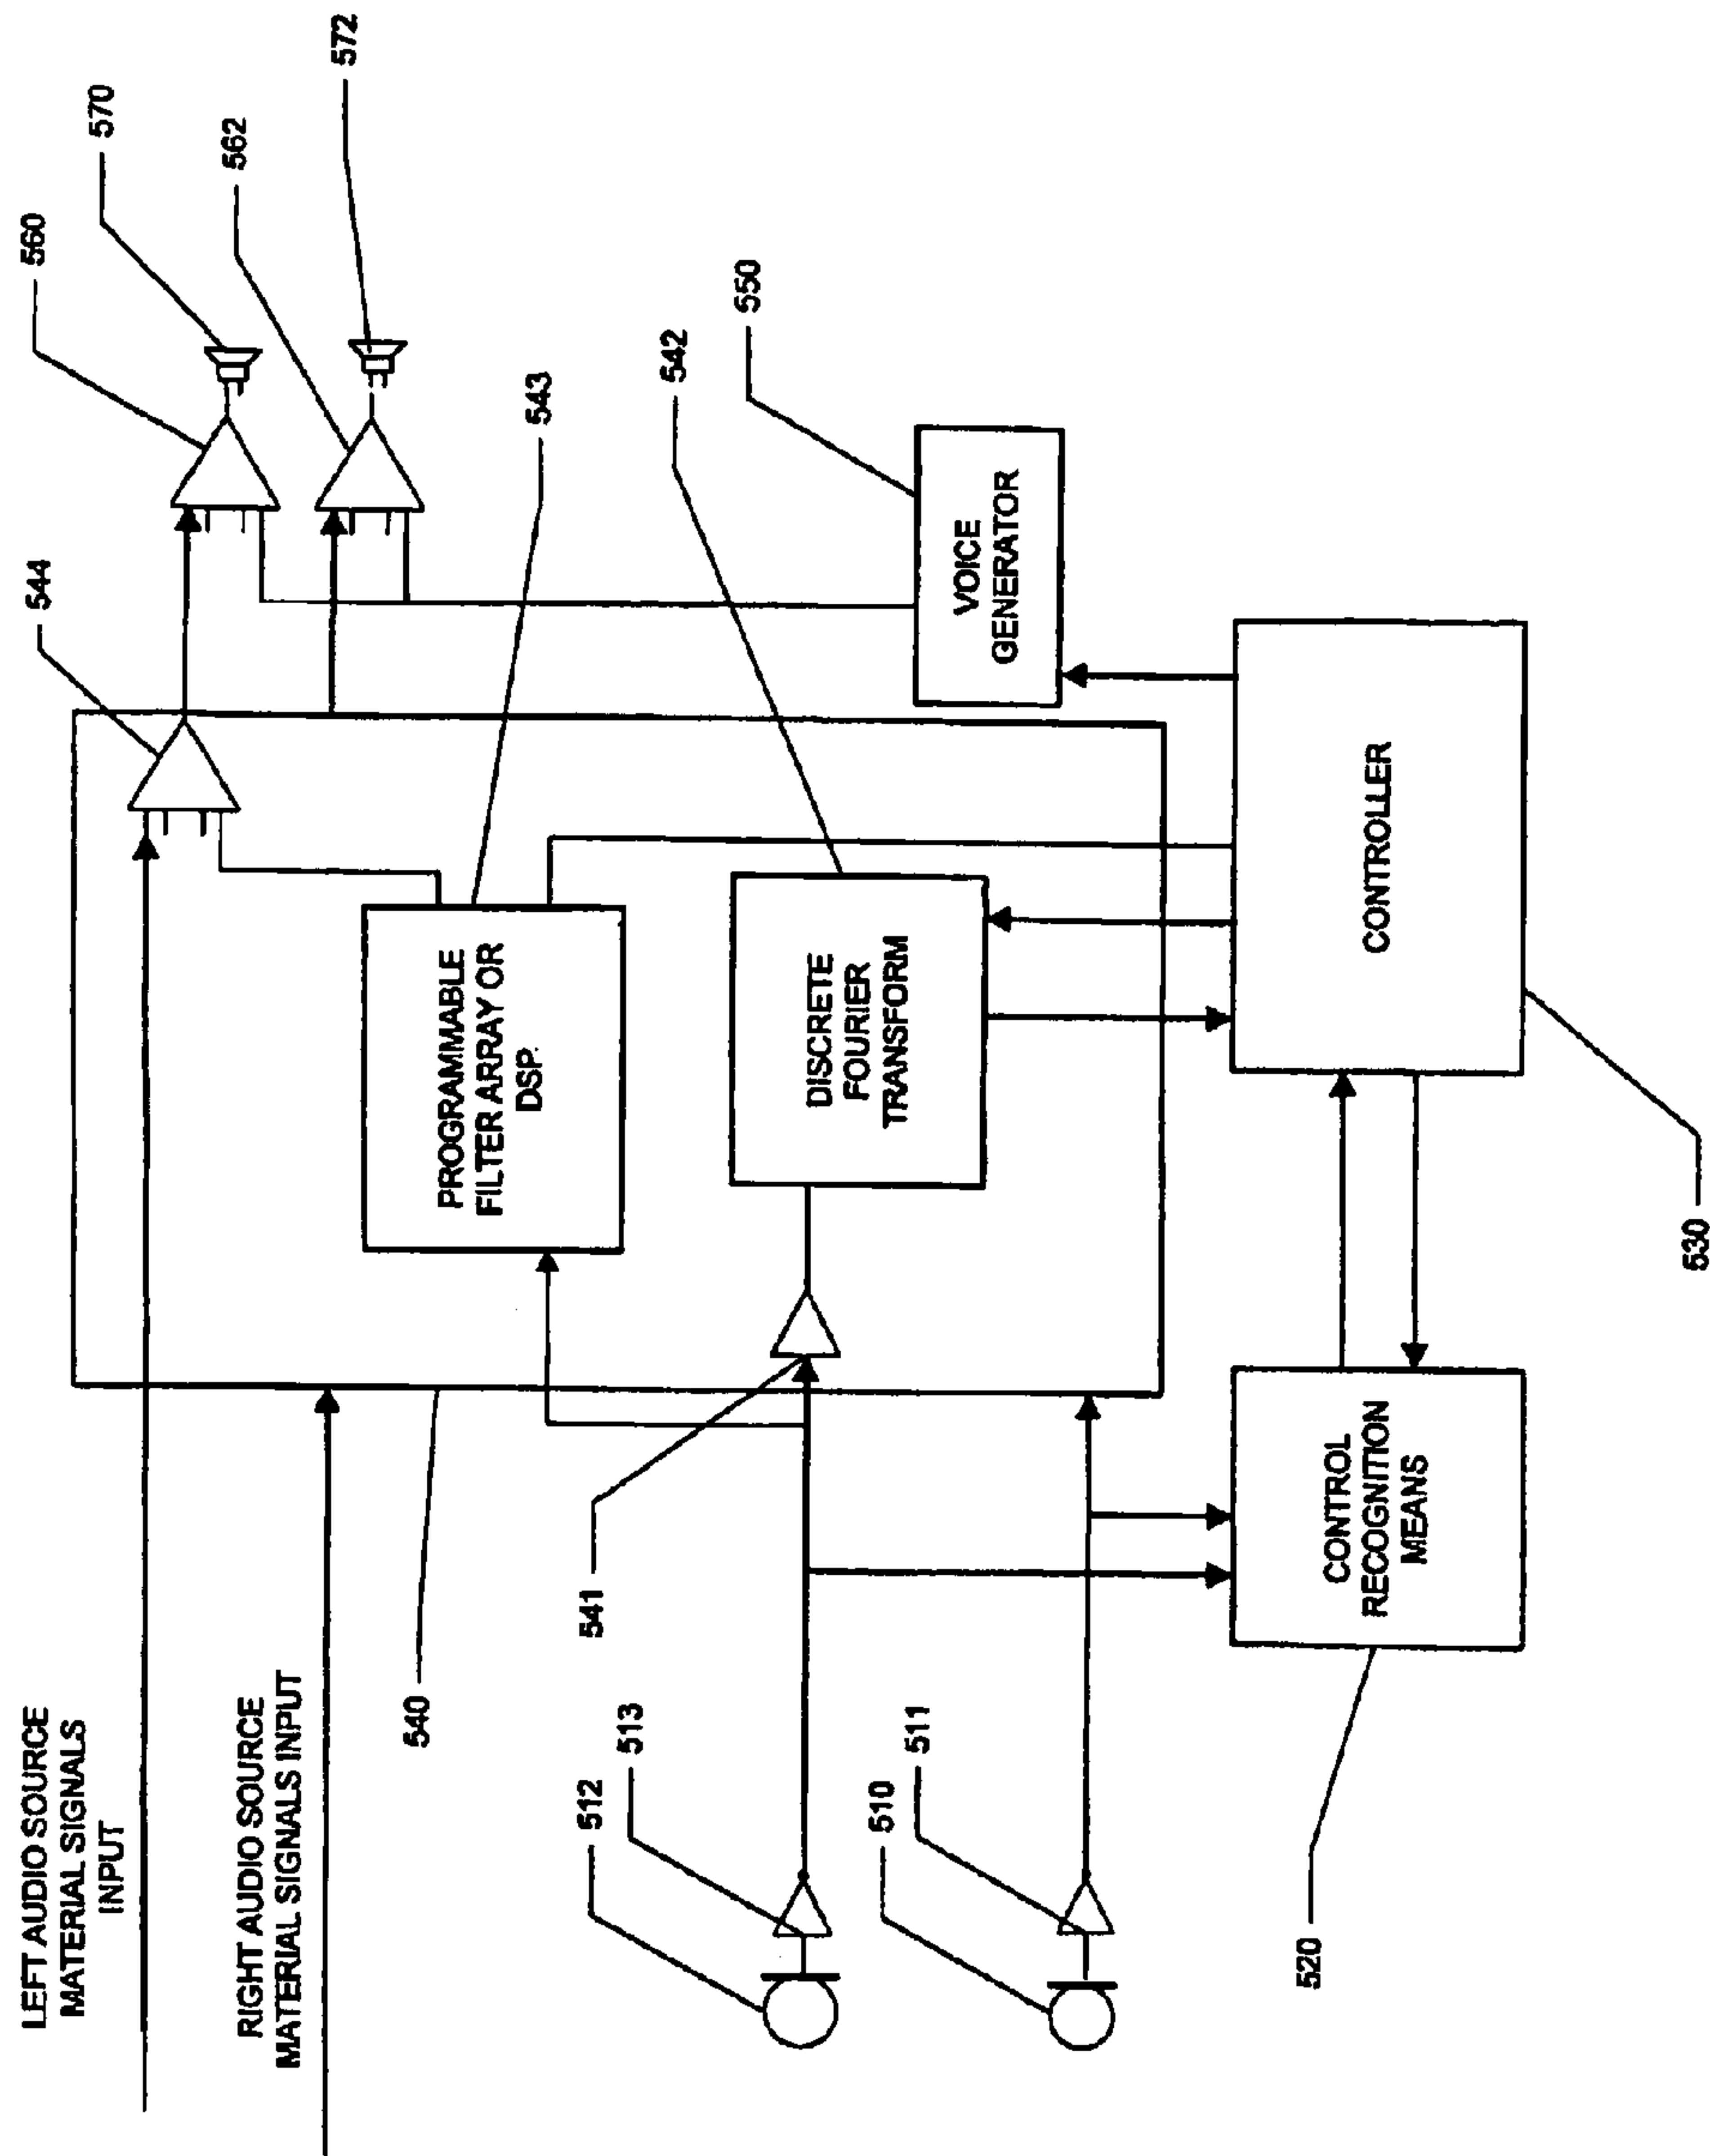 LEFT AUDIO SOURCE
MATERIAL SIGNALS
INPUT
RIGHT AUDIO SOURCE
MATERIAL SIGNALS INPUT
544
560
570
562
572
543
542
550
PROGRAMMABLE
FILTER ARRAY OR
DSP.
DISCRETE
FOURIER
TRANSFORM
VOICE
GENERATOR
540
541
512
513
510
511
CONTROL
RECOGNITION
MEANS
CONTROLLER
520
530